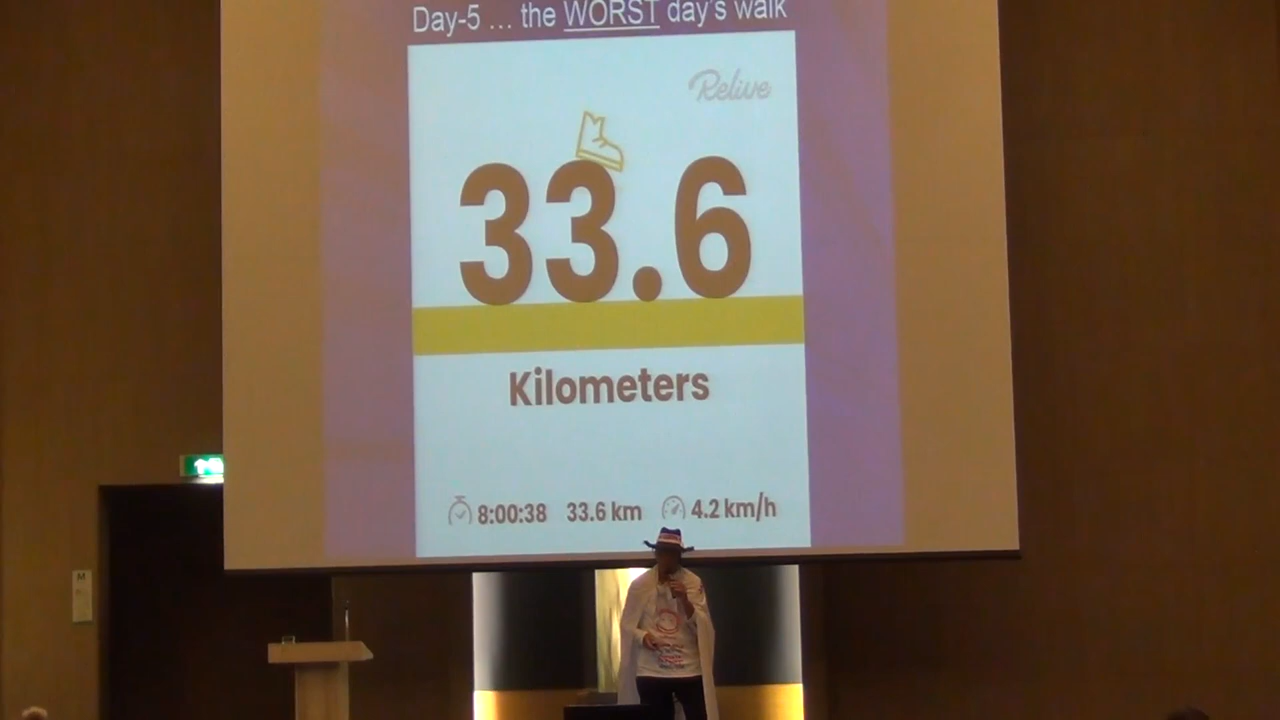 Day-5 ... the WORST day's walk
Relive
33.6
Kilometers
8:00:38 33.6 km 4.2 km/h
M